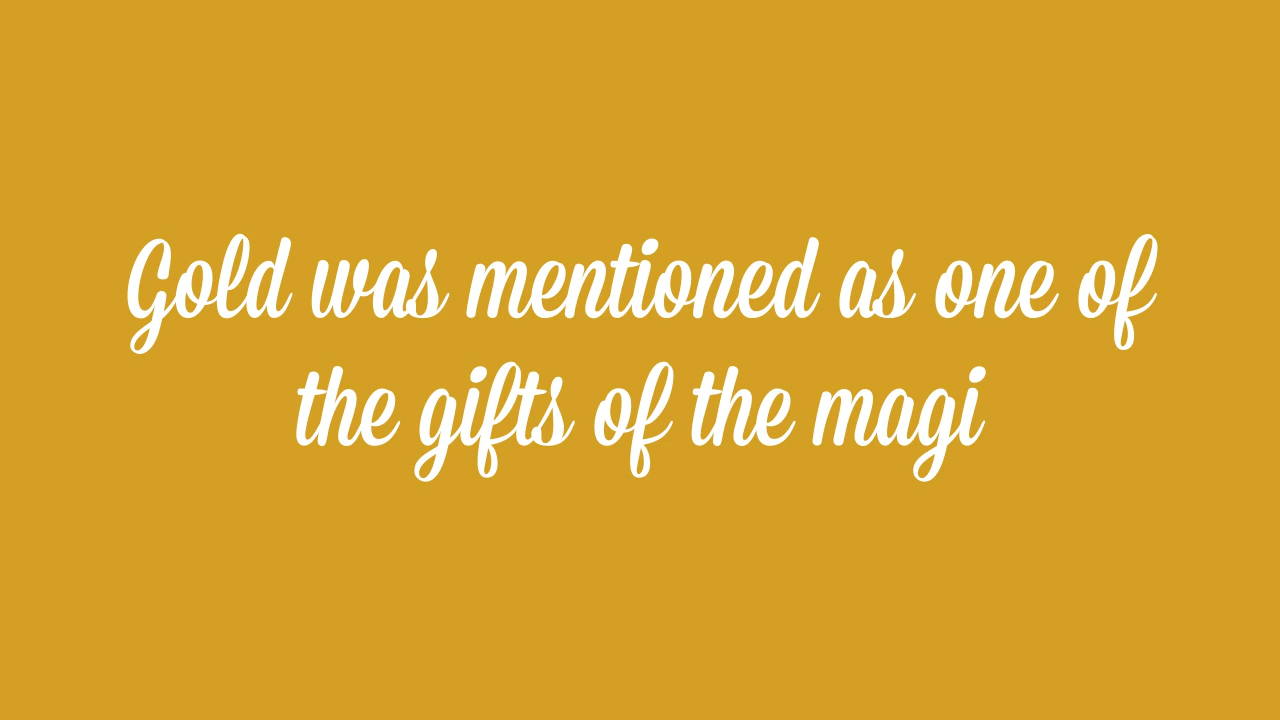 Gold was mentioned as one of
the gifts of the magi